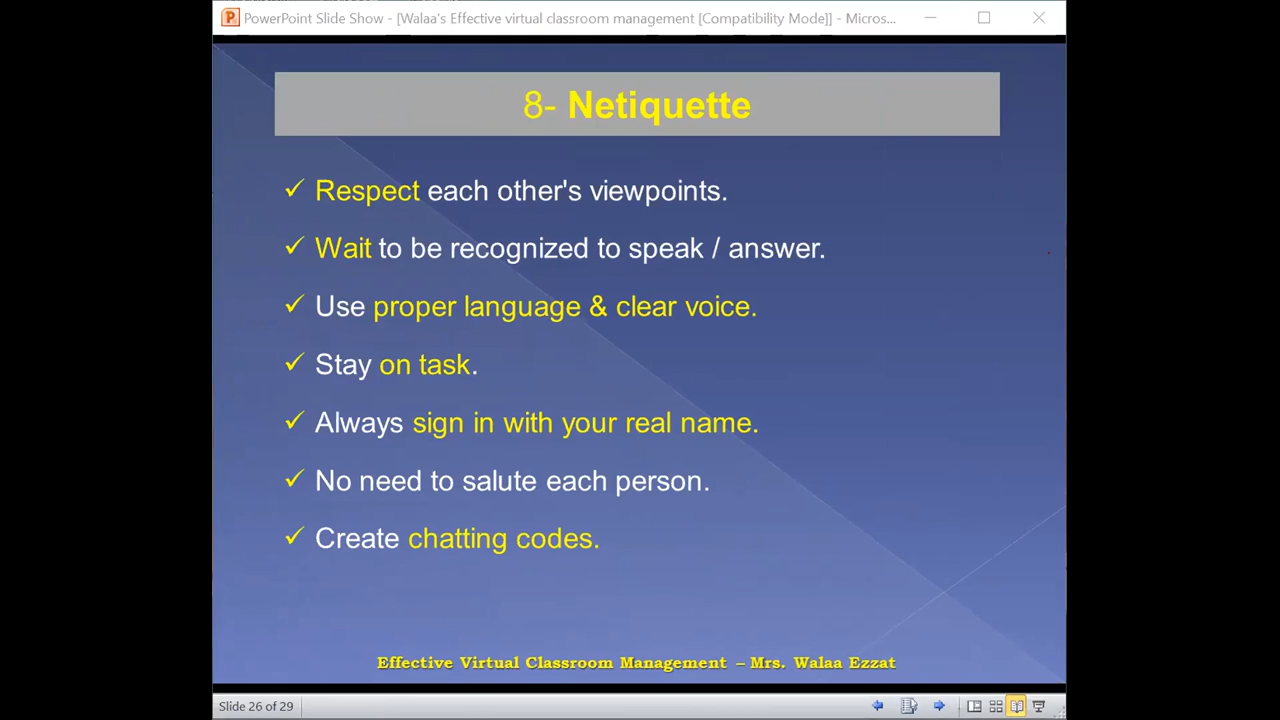 PowerPoint Slide Show - [Walaa's Effective virtual classroom management [Compatibility Mode]] - Micros...
8- Netiquette
✓ Respect each other's viewpoints.
✓ Wait to be recognized to speak / answer.
✓ Use proper language & clear voice.
✓ Stay on task.
✓ Always sign in with your real name.
✓ No need to salute each person.
✓ Create chatting codes.
Effective Virtual Classroom Management – Mrs. Walaa Ezzat
Slide 26 of 29